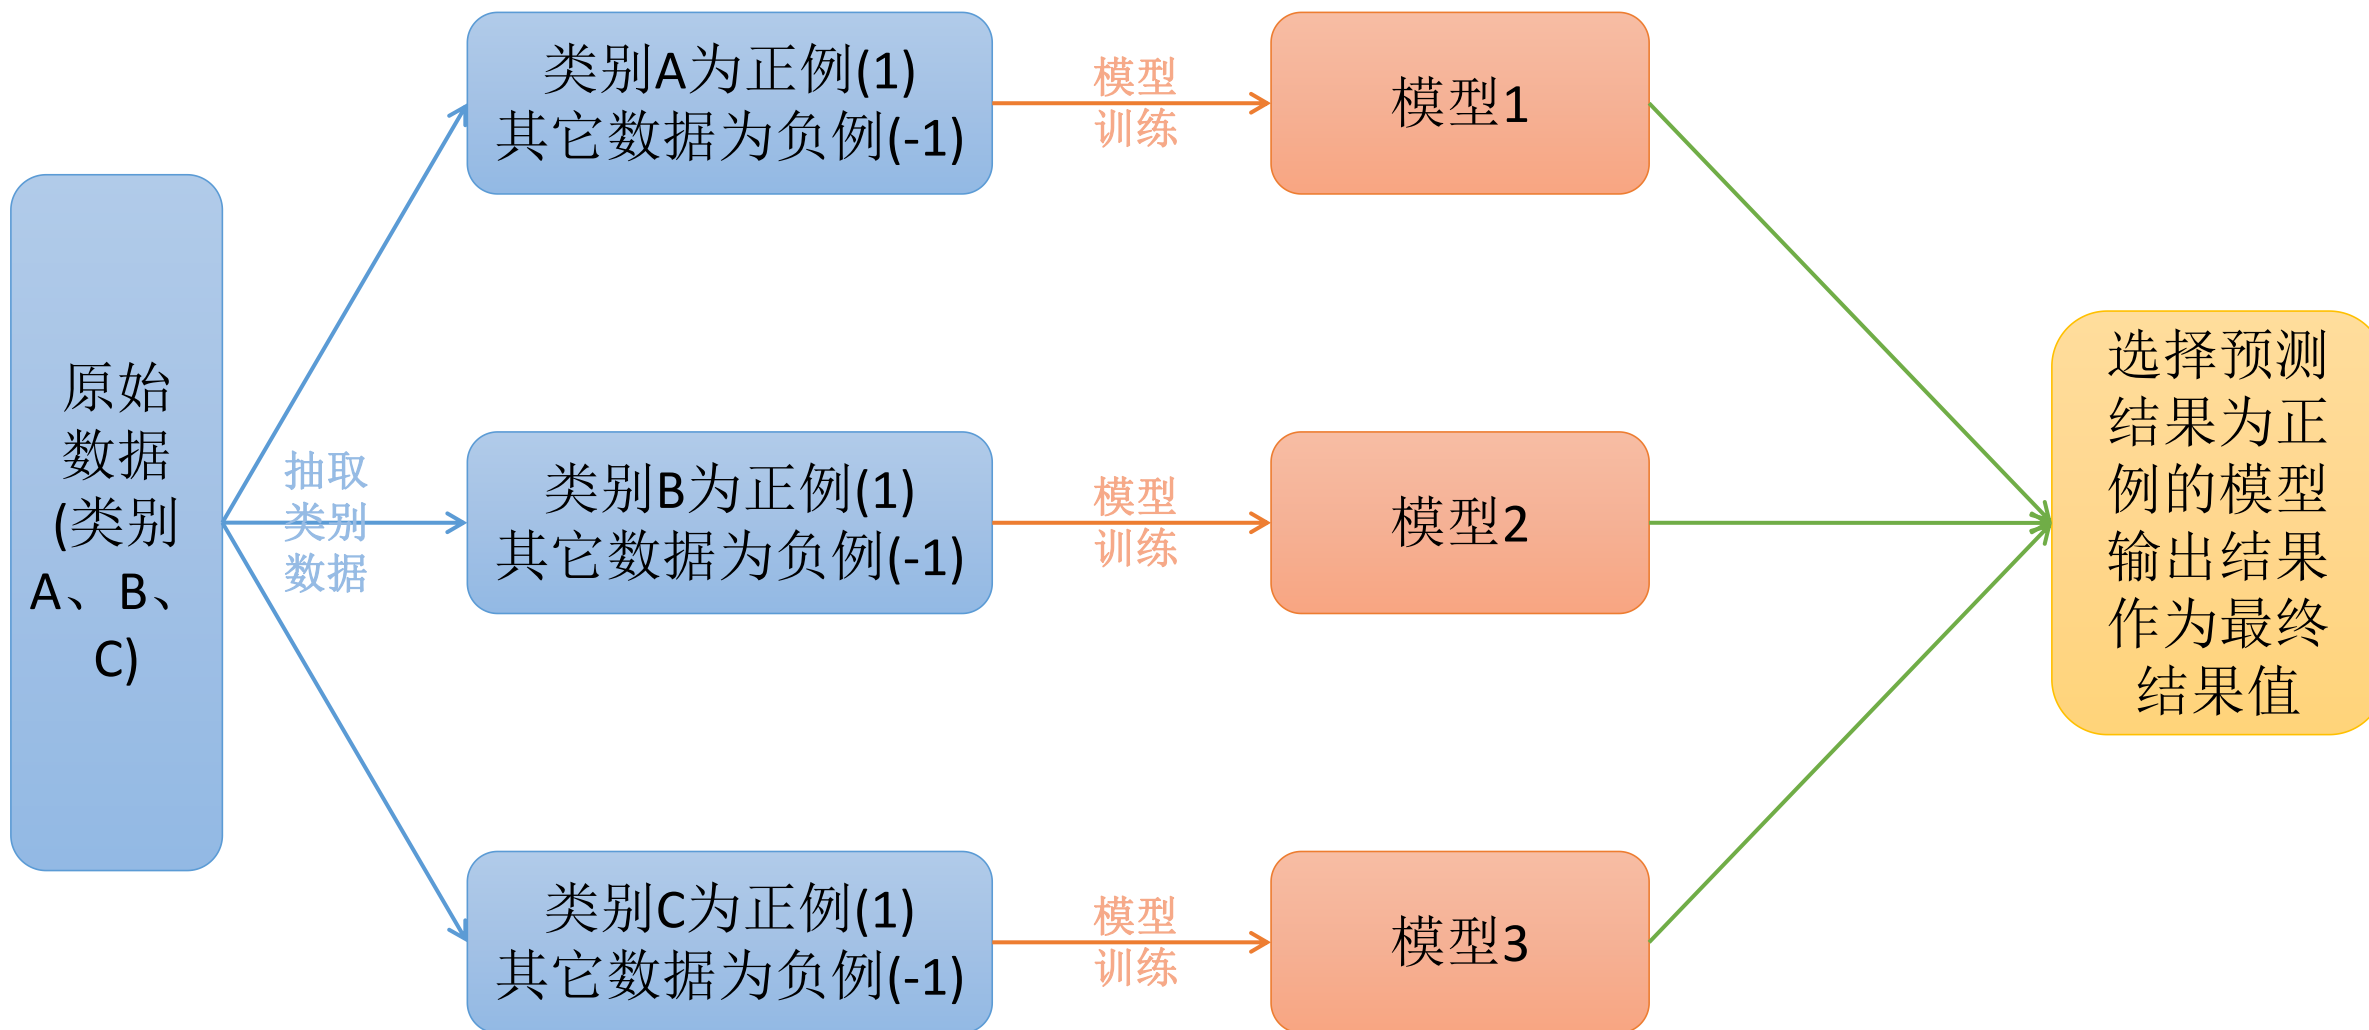 类别A为正例(1)
其它数据为负例(-1)
模型
训练
模型1
原始
数据
(类别
A、B、
C)
抽取
类别
数据
类别B为正例(1)
其它数据为负例(-1)
模型
训练
模型2
选择预测
结果为正
例的模型
输出结果
作为最终
结果值
类别C为正例(1)
其它数据为负例(-1)
模型
训练
模型3